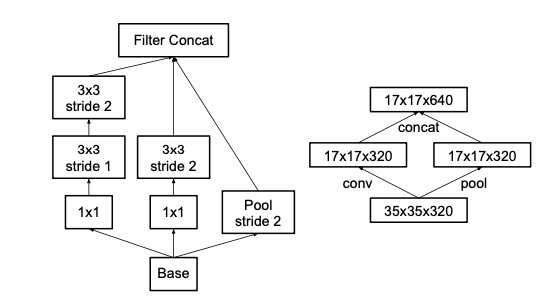 Filter Concat
3x3
stride 2
3x3
stride 1
3x3
stride 2
1x1
1x1
Pool
stride 2
Base
17x17x640
concat
17x17x320
17x17x320
conv
pool
35x35x320